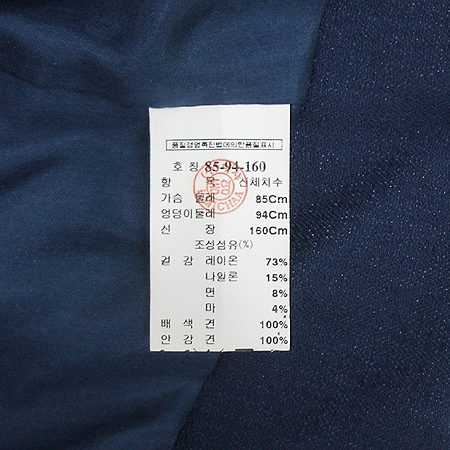 품질경영촉진법에의한품질표시
호 칭 85-94-160
항 목 신체치수
가슴 둘레 85Cm
엉덩이둘레 94Cm
신 장 160Cm
조성섬유(%)
겉 감 레이온 73%
나일론 15%
면 8%
마 4%
배 색 견 100%
안 감 견 100%